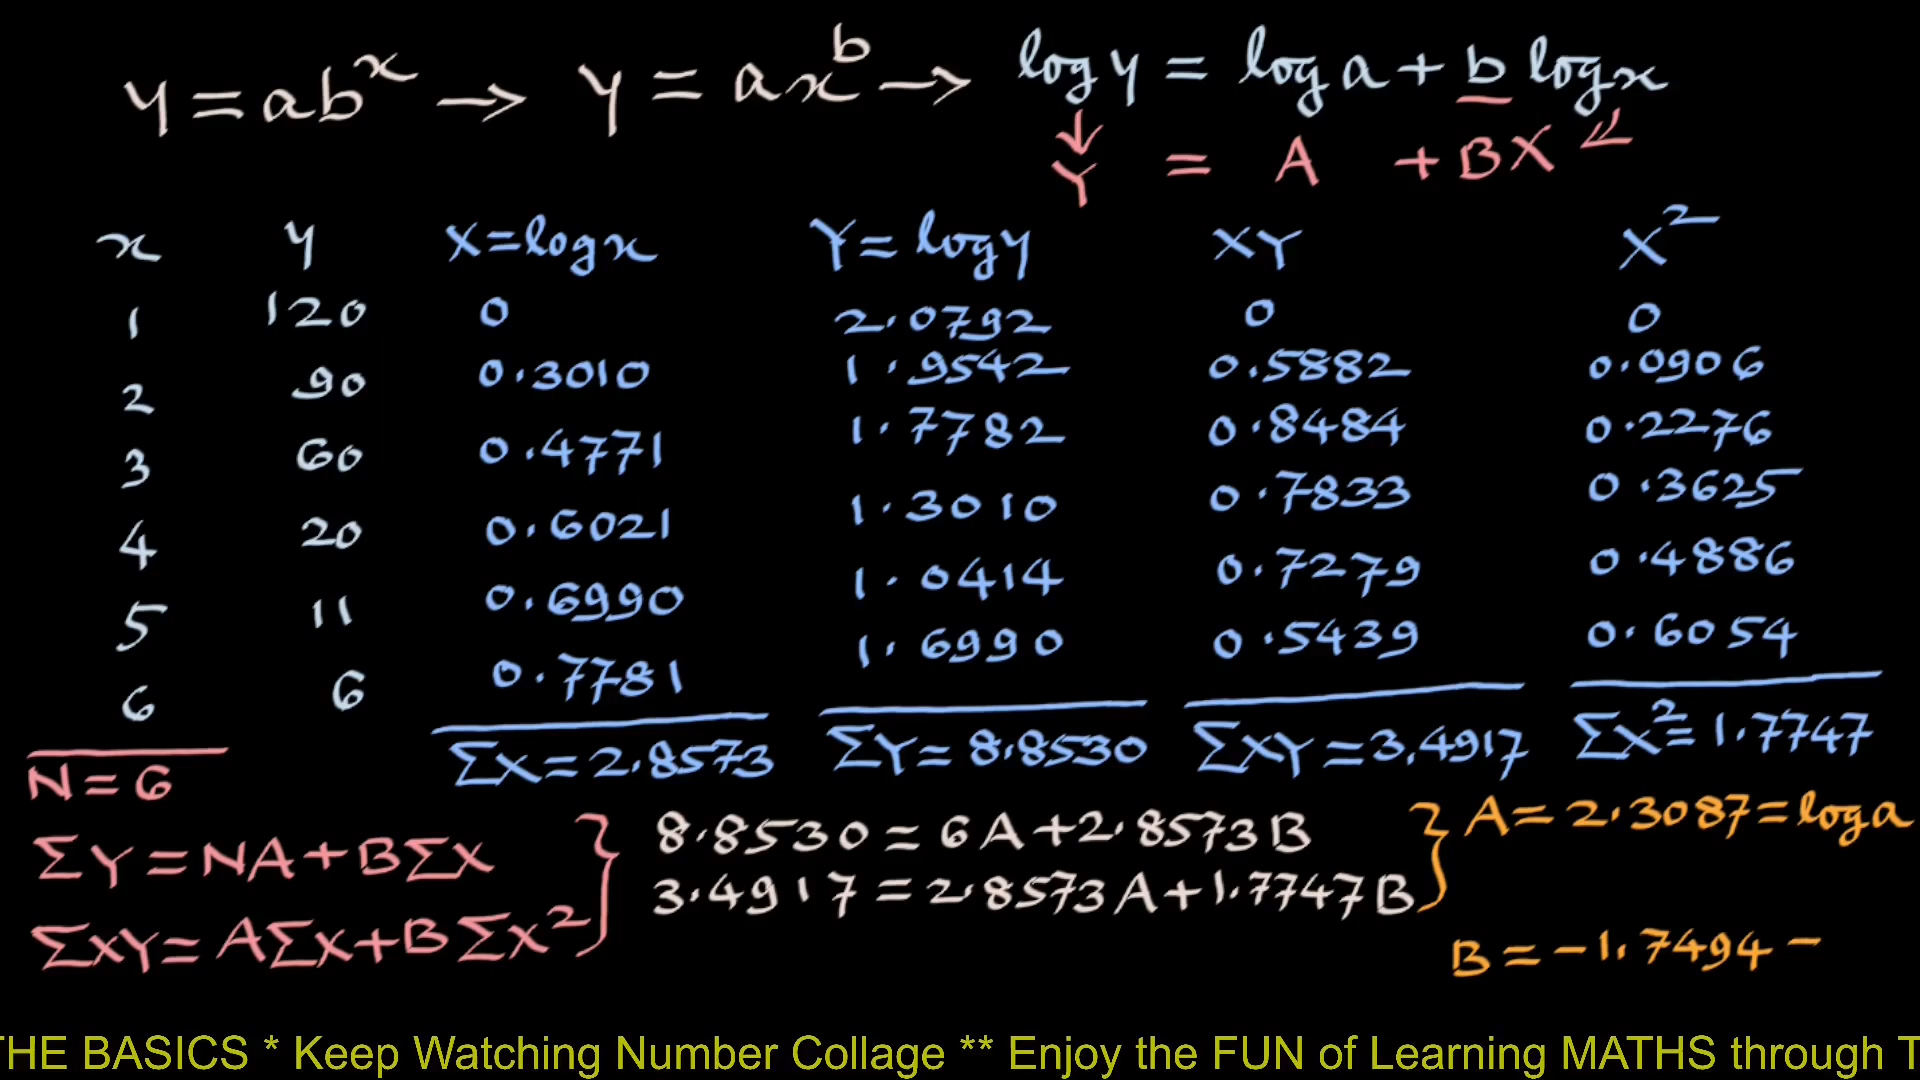 y = ab^x → y = ax^b → log y = log a + b log x
Y = A + BX
x y X = log x Y = log y XY X²
1 120 0 2.0792 0 0
2 90 0.3010 1.9542 0.5882 0.0906
3 60 0.4771 1.7782 0.8484 0.2276
4 20 0.6021 1.3010 0.7833 0.3625
5 11 0.6990 1.0414 0.7279 0.4886
6 6 0.7781 1.6990 0.5439 0.6054
N = 6 ΣX = 2.8573 ΣY = 8.8530 ΣXY = 3.4917 ΣX² = 1.7747
ΣY = NA + BΣX } 8.8530 = 6A + 2.8573B } A = 2.3087 = log a
ΣXY = AΣX + BΣX² 3.4917 = 2.8573A + 1.7747B
B = -1.7494 -
THE BASICS * Keep Watching Number Collage ** Enjoy the FUN of Learning MATHS through T